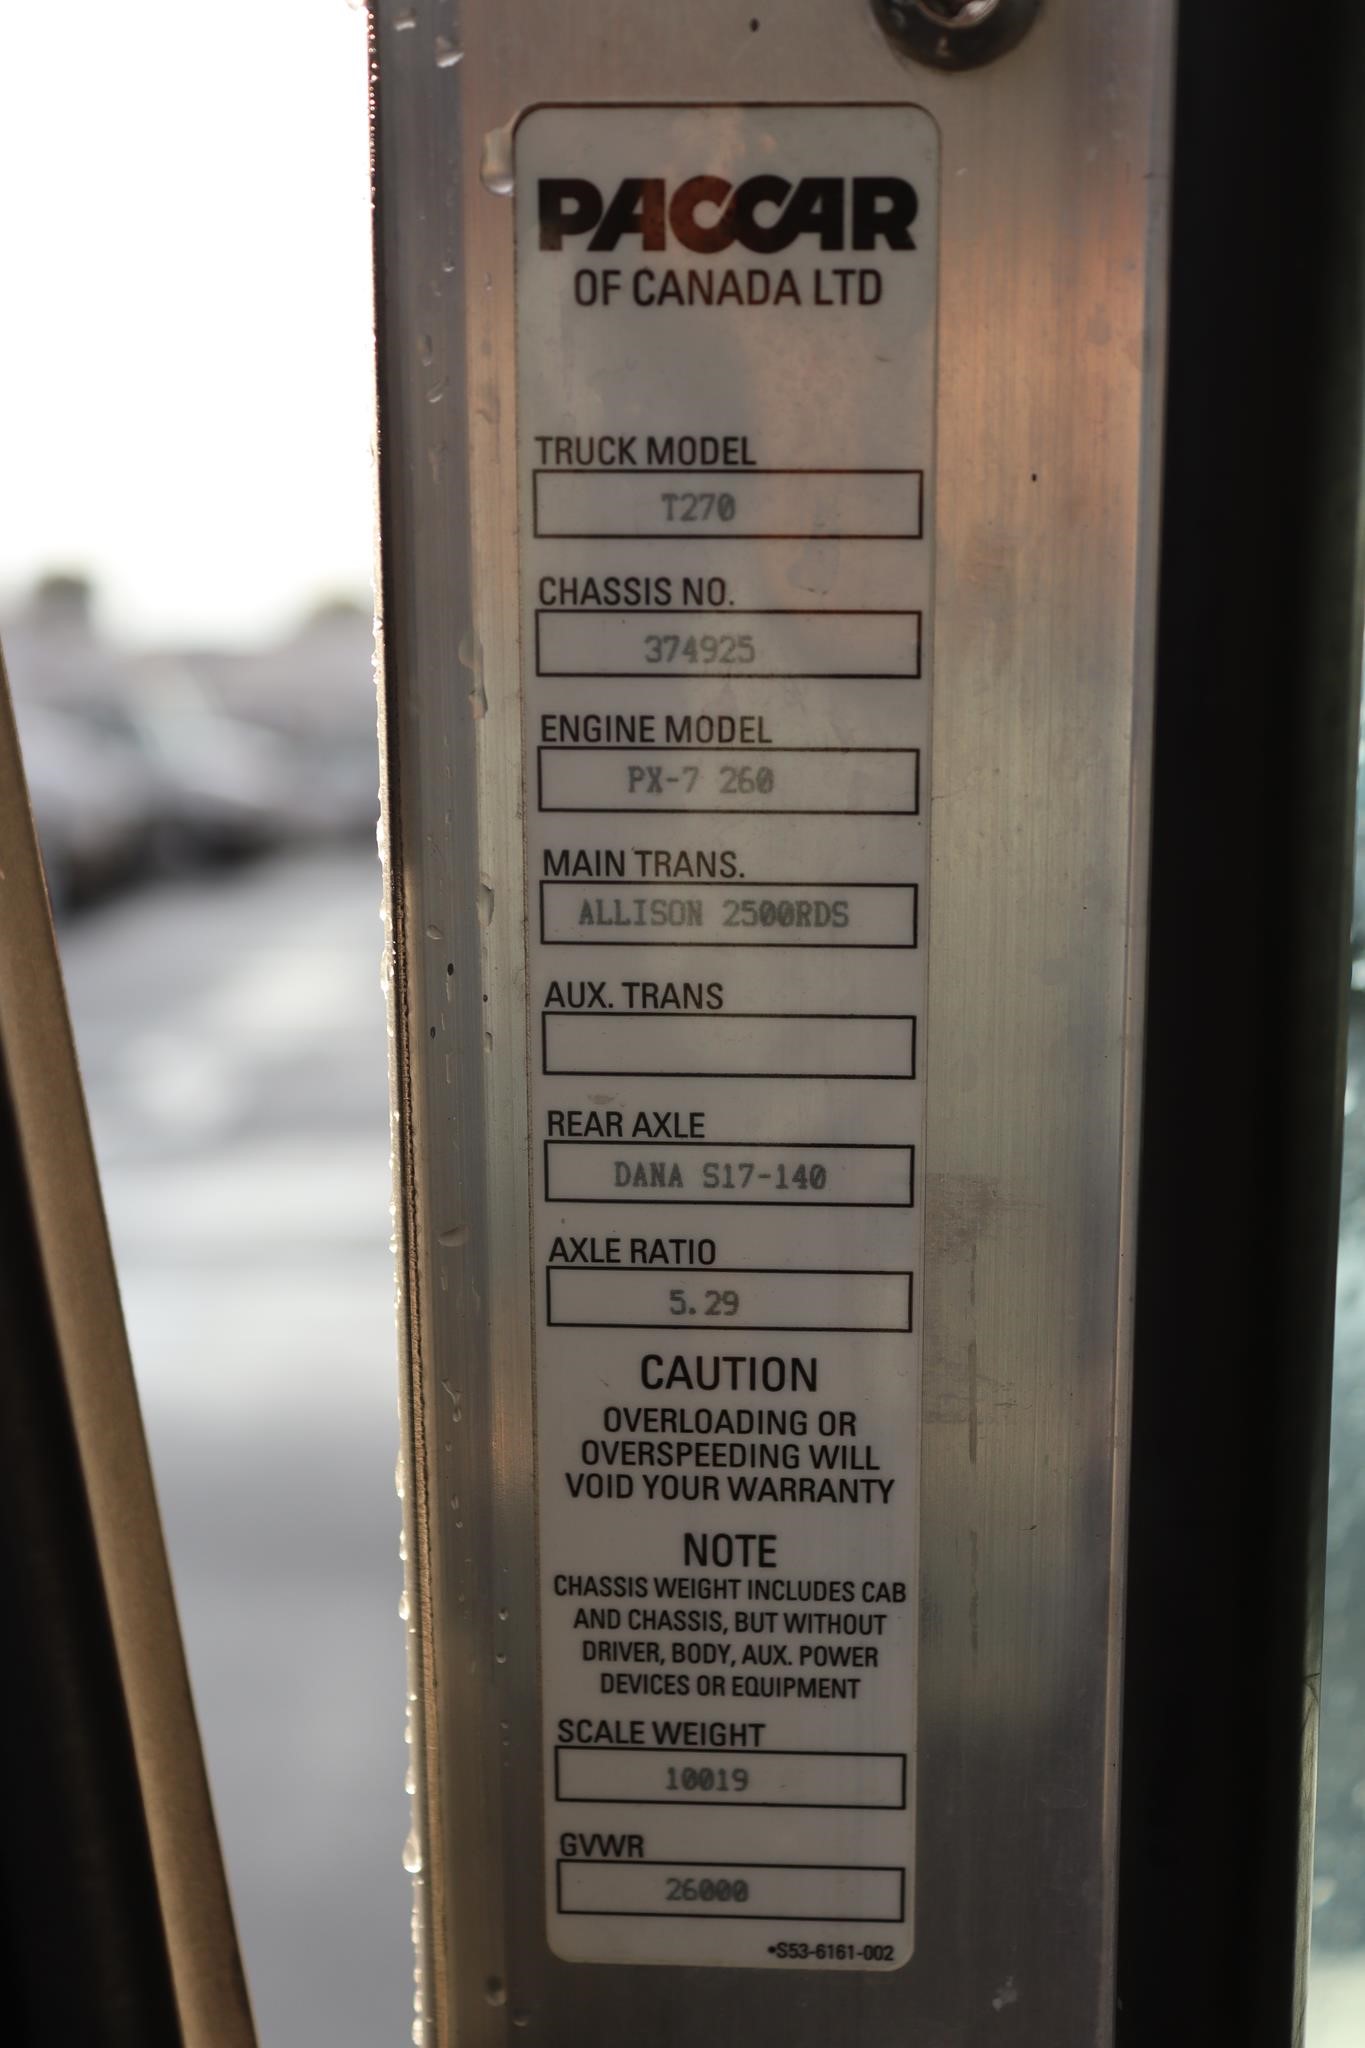 PACCAR
OF CANADA LTD
TRUCK MODEL
T270
CHASSIS NO.
374925
ENGINE MODEL
PX-7 260
MAIN TRANS.
ALLISON 2500RDS
AUX. TRANS
REAR AXLE
DANA S17-140
AXLE RATIO
5.29
CAUTION
OVERLOADING OR
OVERSPEEDING WILL
VOID YOUR WARRANTY
NOTE
CHASSIS WEIGHT INCLUDES CAB
AND CHASSIS, BUT WITHOUT
DRIVER, BODY, AUX. POWER
DEVICES OR EQUIPMENT
SCALE WEIGHT
10019
GVWR
26000
•S53-6161-002